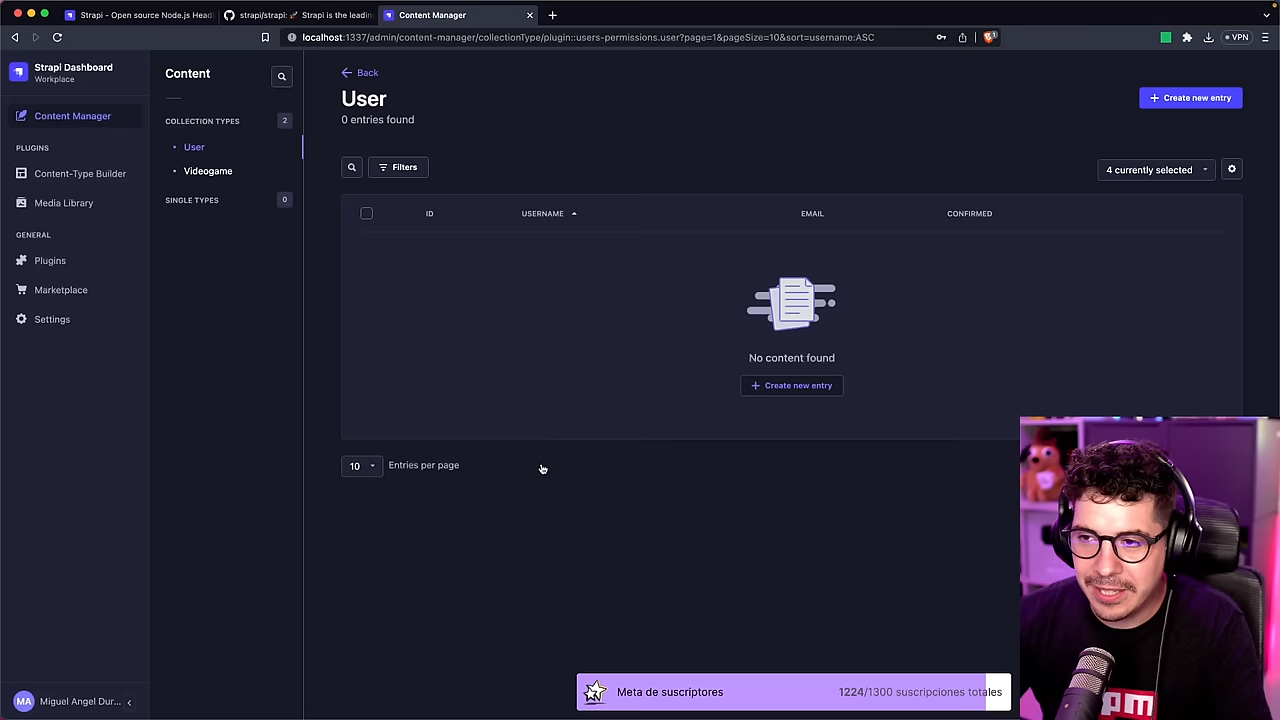 Strapi - Open source Node.js Head
strapi/strapi: 🚀 Strapi is the leading
Content Manager
localhost:1337/admin/content-manager/collectionType/plugin::users-permissions.user?page=1&pageSize=10&sort=username:ASC
VPN
Strapi Dashboard
Workplace
Content Manager
PLUGINS
Content-Type Builder
Media Library
GENERAL
Plugins
Marketplace
Settings
MA Miguel Angel Dur...
Content
COLLECTION TYPES 2
User
Videogame
SINGLE TYPES 0
Back
User
0 entries found
Create new entry
Filters
4 currently selected
ID USERNAME EMAIL CONFIRMED
No content found
Create new entry
10 Entries per page
Meta de suscriptores 1224/1300 suscripciones totales